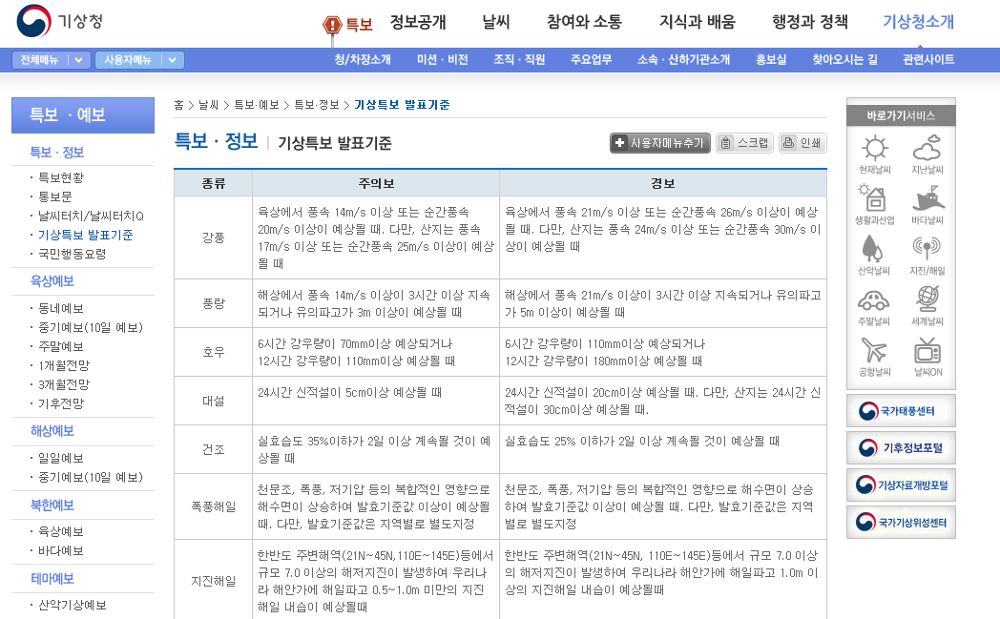 기상청
특보 정보공개 날씨 참여와 소통 지식과 배움 행정과 정책 기상청소개
전체메뉴 사용자메뉴 청/차장소개 미션·비전 조직·직원 주요업무 소속·산하기관소개 홍보실 찾아오시는 길 관련사이트
특보·예보
특보·정보
· 특보현황
· 통보문
· 날씨터치/날씨터치Q
· 기상특보 발표기준
· 국민행동요령
육상예보
· 동네예보
· 중기예보(10일 예보)
· 주말예보
· 1개월전망
· 3개월전망
· 기후전망
해상예보
· 일일예보
· 중기예보(10일 예보)
북한예보
· 육상예보
· 바다예보
테마예보
· 산악기상예보
홈 > 날씨 > 특보·예보 > 특보·정보 > 기상특보 발표기준
특보·정보 | 기상특보 발표기준
사용자메뉴추가 스크랩 인쇄
종류 주의보 경보
강풍
육상에서 풍속 14m/s 이상 또는 순간풍속
20m/s 이상이 예상될 때. 다만, 산지는 풍속
17m/s 이상 또는 순간풍속 25m/s 이상이 예상
될 때
육상에서 풍속 21m/s 이상 또는 순간풍속 26m/s 이상이 예상
될 때. 다만, 산지는 풍속 24m/s 이상 또는 순간풍속 30m/s 이
상이 예상될 때
풍랑
해상에서 풍속 14m/s 이상이 3시간 이상 지속
되거나 유의파고가 3m 이상이 예상될 때
해상에서 풍속 21m/s 이상이 3시간 이상 지속되거나 유의파고
가 5m 이상이 예상될 때
호우
6시간 강우량이 70mm이상 예상되거나
12시간 강우량이 110mm이상 예상될 때
6시간 강우량이 110mm이상 예상되거나
12시간 강우량이 180mm이상 예상될 때
대설
24시간 신적설이 5cm이상 예상될 때
24시간 신적설이 20cm이상 예상될 때. 다만, 산지는 24시간 신
적설이 30cm이상 예상될 때.
건조
실효습도 35%이하가 2일 이상 계속될 것이 예
상될 때
실효습도 25% 이하가 2일 이상 계속될 것이 예상될 때
폭풍해일
천문조, 폭풍, 저기압 등의 복합적인 영향으로
해수면이 상승하여 발효기준값 이상이 예상될
때. 다만, 발효기준값은 지역별로 별도지정
천문조, 폭풍, 저기압 등의 복합적인 영향으로 해수면이 상승
하여 발효기준값 이상이 예상될 때. 다만, 발효기준값은 지역
별로 별도지정
지진해일
한반도 주변해역(21N~45N,110E~145E)등에서
규모 7.0 이상의 해저지진이 발생하여 우리나
라 해안가에 해일파고 0.5~1.0m 미만의 지진
해일 내습이 예상될때
한반도 주변해역(21N~45N, 110E~145E)등에서 규모 7.0 이상
의 해저지진이 발생하여 우리나라 해안가에 해일파고 1.0m 이
상의 지진해일 내습이 예상될때
바로가기서비스
현재날씨 지난날씨
생활과산업 바다날씨
산악날씨 지진/해일
주말날씨 세계날씨
공항날씨 날씨ON
국가태풍센터
기후정보포털
기상자료개방포털
국가기상위성센터